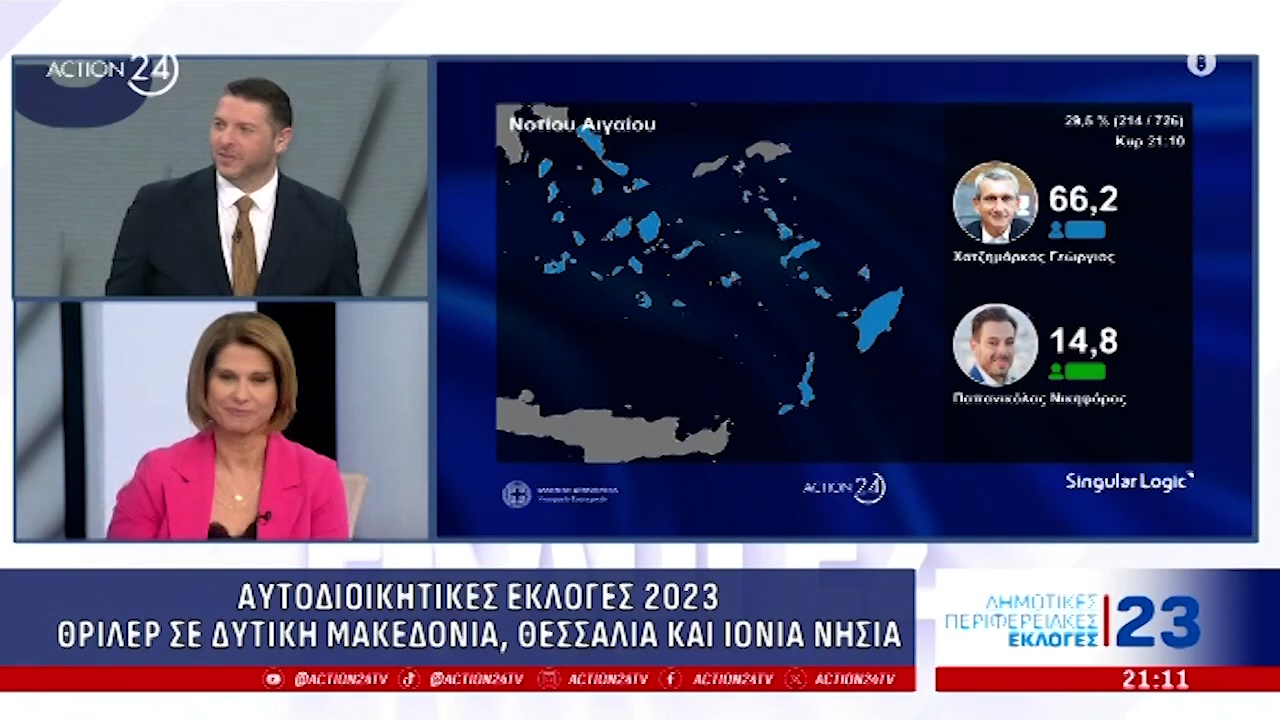 ACTION 24
Νοτίου Αιγαίου
29,5 % (214 / 726)
Κυρ 21:10
66,2
Χατζημάρκος Γεώργιος
14,8
Παπανικόλας Νικηφόρος
ACTION 24
SingularLogic
ΑΥΤΟΔΙΟΙΚΗΤΙΚΕΣ ΕΚΛΟΓΕΣ 2023
ΘΡΙΛΕΡ ΣΕ ΔΥΤΙΚΗ ΜΑΚΕΔΟΝΙΑ, ΘΕΣΣΑΛΙΑ ΚΑΙ ΙΟΝΙΑ ΝΗΣΙΑ
ΔΗΜΟΤΙΚΕΣ
ΠΕΡΙΦΕΡΕΙΑΚΕΣ
ΕΚΛΟΓΕΣ
23
@ACTION24TV @ACTION24TV ACTION24TV ACTION24TV ACTION24TV
21:11